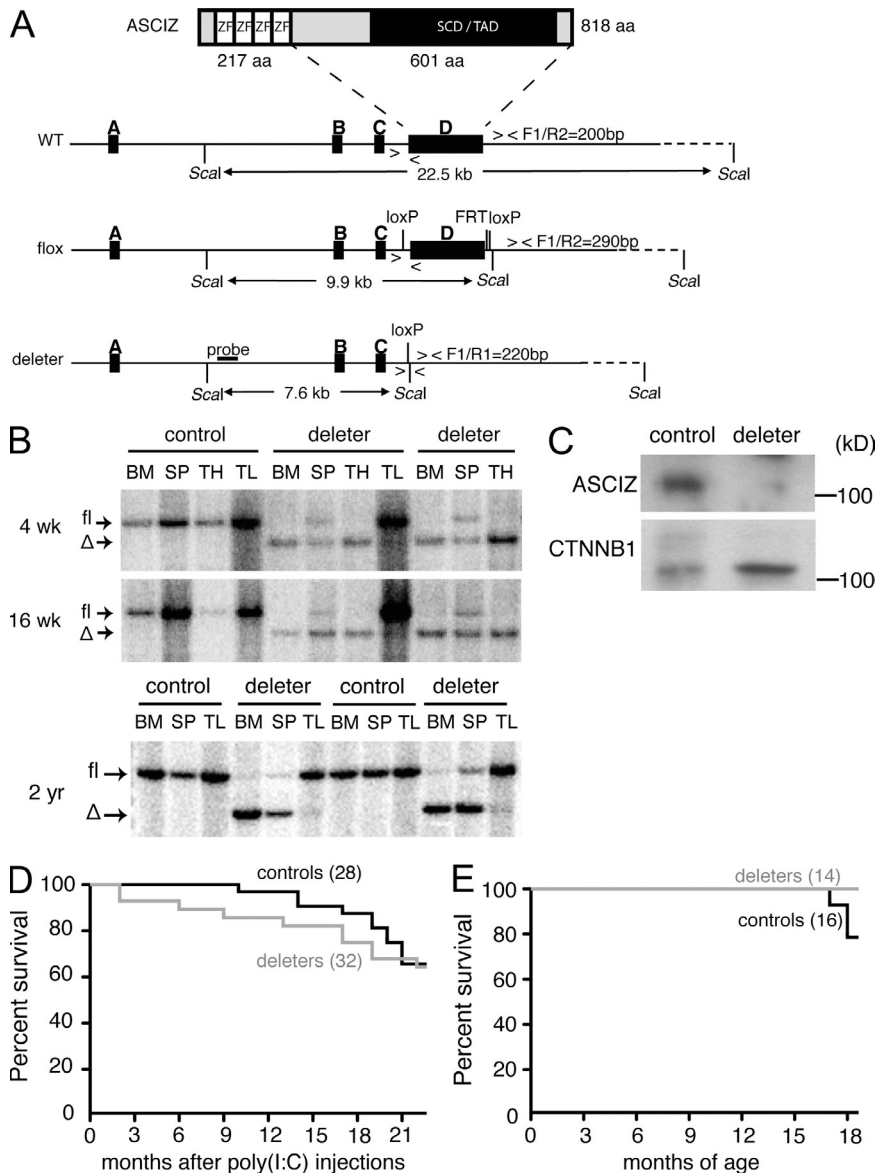 A
ASCIZ ZF ZF ZF ZF SCD / TAD 818 aa
217 aa 601 aa
A B C D
WT > < F1/R2=200bp
> <
ScaI 22.5 kb ScaI
loxP FRT loxP
A B C D
flox > < F1/R2=290bp
> <
ScaI 9.9 kb ScaI ScaI
loxP
A probe B C
deleter > < F1/R1=220bp
> <
ScaI 7.6 kb ScaI ScaI
B
control deleter deleter
BM SP TH TL BM SP TH TL BM SP TH
4 wk fl
Δ
16 wk fl
Δ
control deleter control deleter
BM SP TL BM SP TL BM SP TL BM SP TL
2 yr fl
Δ
C
control deleter (kD)
ASCIZ 100
CTNNB1 100
D
Percent survival
100
80
60
40
20
0
controls (28)
deleters (32)
0 3 6 9 12 15 18 21
months after poly(I:C) injections
E
Percent survival
100
80
60
40
20
0
deleters (14)
controls (16)
0 3 6 9 12 15 18
months of age